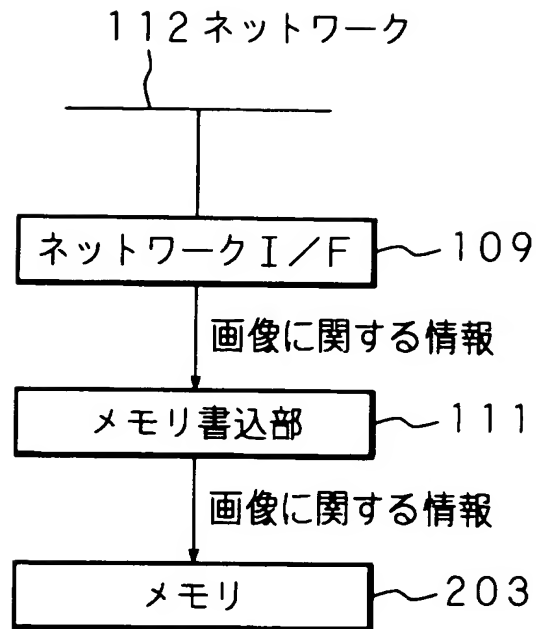 112ネットワーク
ネットワークI/F 109
画像に関する情報
メモリ書込部 111
画像に関する情報
メモリ 203